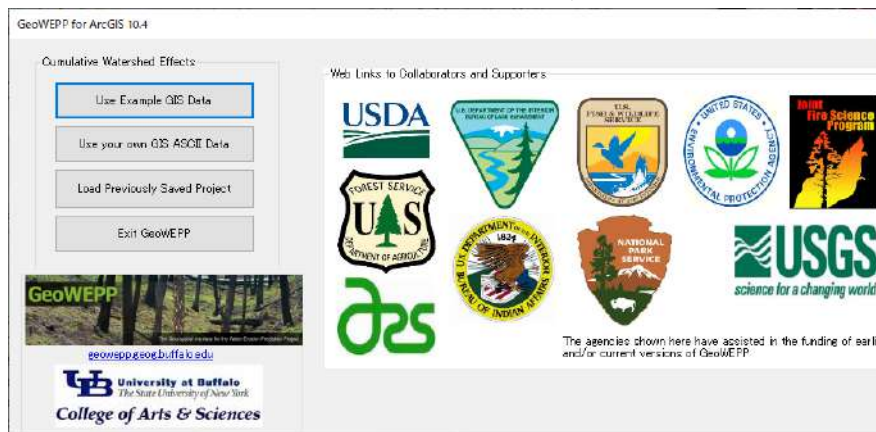 GeoWEPP for ArcGIS 10.4
Cumulative Watershed Effects
Use Example GIS Data
Use your own GIS ASCII Data
Load Previously Saved Project
Exit GeoWEPP
GeoWEPP
geowepp.geog.buffalo.edu
UB University at Buffalo
The State University of New York
College of Arts & Sciences
Web Links to Collaborators and Supporters
USDA
U.S. DEPARTMENT OF THE INTERIOR
BUREAU OF LAND MANAGEMENT
U.S.
FISH & WILDLIFE
SERVICE
UNITED STATES
ENVIRONMENTAL PROTECTION AGENCY
Joint
Fire Science
Program
FOREST SERVICE
U S
DEPARTMENT OF AGRICULTURE
U.S. DEPARTMENT OF THE INTERIOR
1824
BUREAU OF INDIAN AFFAIRS
NATIONAL
PARK
SERVICE
USGS
science for a changing world
ars
The agencies shown here have assisted in the funding of earli
and/or current versions of GeoWEPP